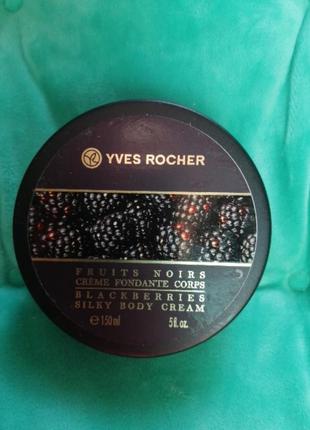 YVES ROCHER
FRUITS NOIRS
CRÈME FONDANTE CORPS
BLACKBERRIES
SILKY BODY CREAM
℮ 150 ml 5 fl. oz.